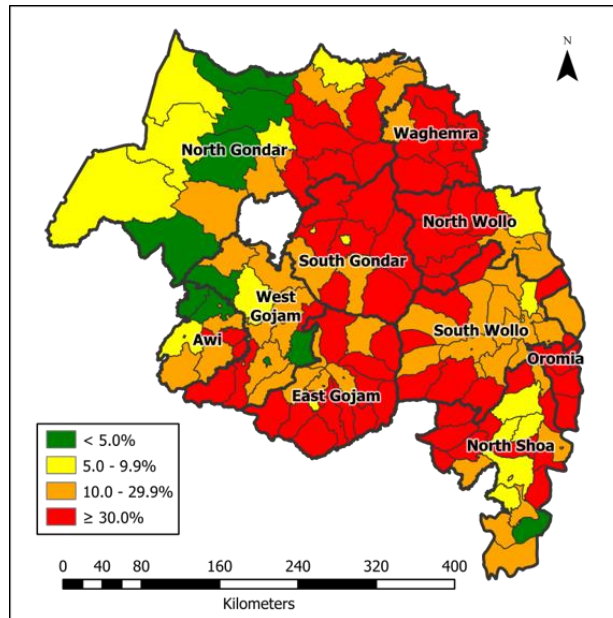 N
Waghemra
North Gondar
North Wollo
South Gondar
West
Gojam
South Wollo
Awi
Oromia
East Gojam
North Shoa
< 5.0%
5.0 - 9.9%
10.0 - 29.9%
≥ 30.0%
0 40 80 160 240 320 400
Kilometers